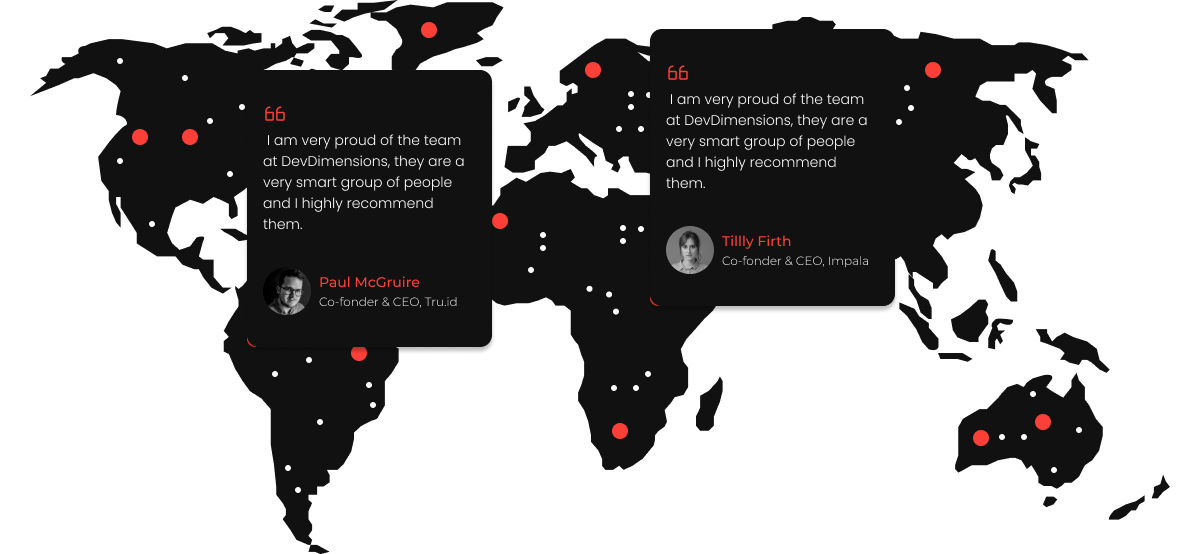 I am very proud of the team
at DevDimensions, they are a
very smart group of people
and I highly recommend
them.
Paul McGruire
Co-fonder & CEO, Tru.id
I am very proud of the team
at DevDimensions, they are a
very smart group of people
and I highly recommend
them.
Tillly Firth
Co-fonder & CEO, Impala